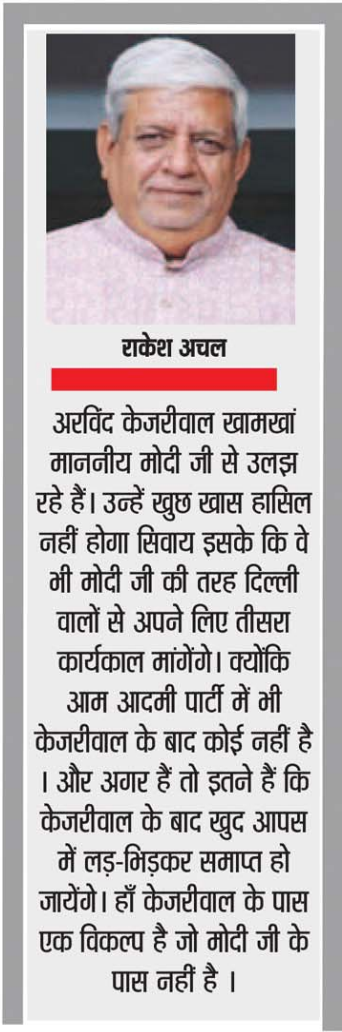 राकेश अचल
अरविंद केजरीवाल खामखां
माननीय मोदी जी से उलझ
रहे हैं। उन्हें खुछ खास हासिल
नहीं होगा सिवाय इसके कि वे
भी मोदी जी की तरह दिल्ली
वालों से अपने लिए तीसरा
कार्यकाल मांगेंगे। क्योंकि
आम आदमी पार्टी में भी
केजरीवाल के बाद कोई नहीं है
। और अगर हैं तो इतने हैं कि
केजरीवाल के बाद खुद आपस
में लड़-भिड़कर समाप्त हो
जायेंगे। हाँ केजरीवाल के पास
एक विकल्प है जो मोदी जी के
पास नहीं है ।